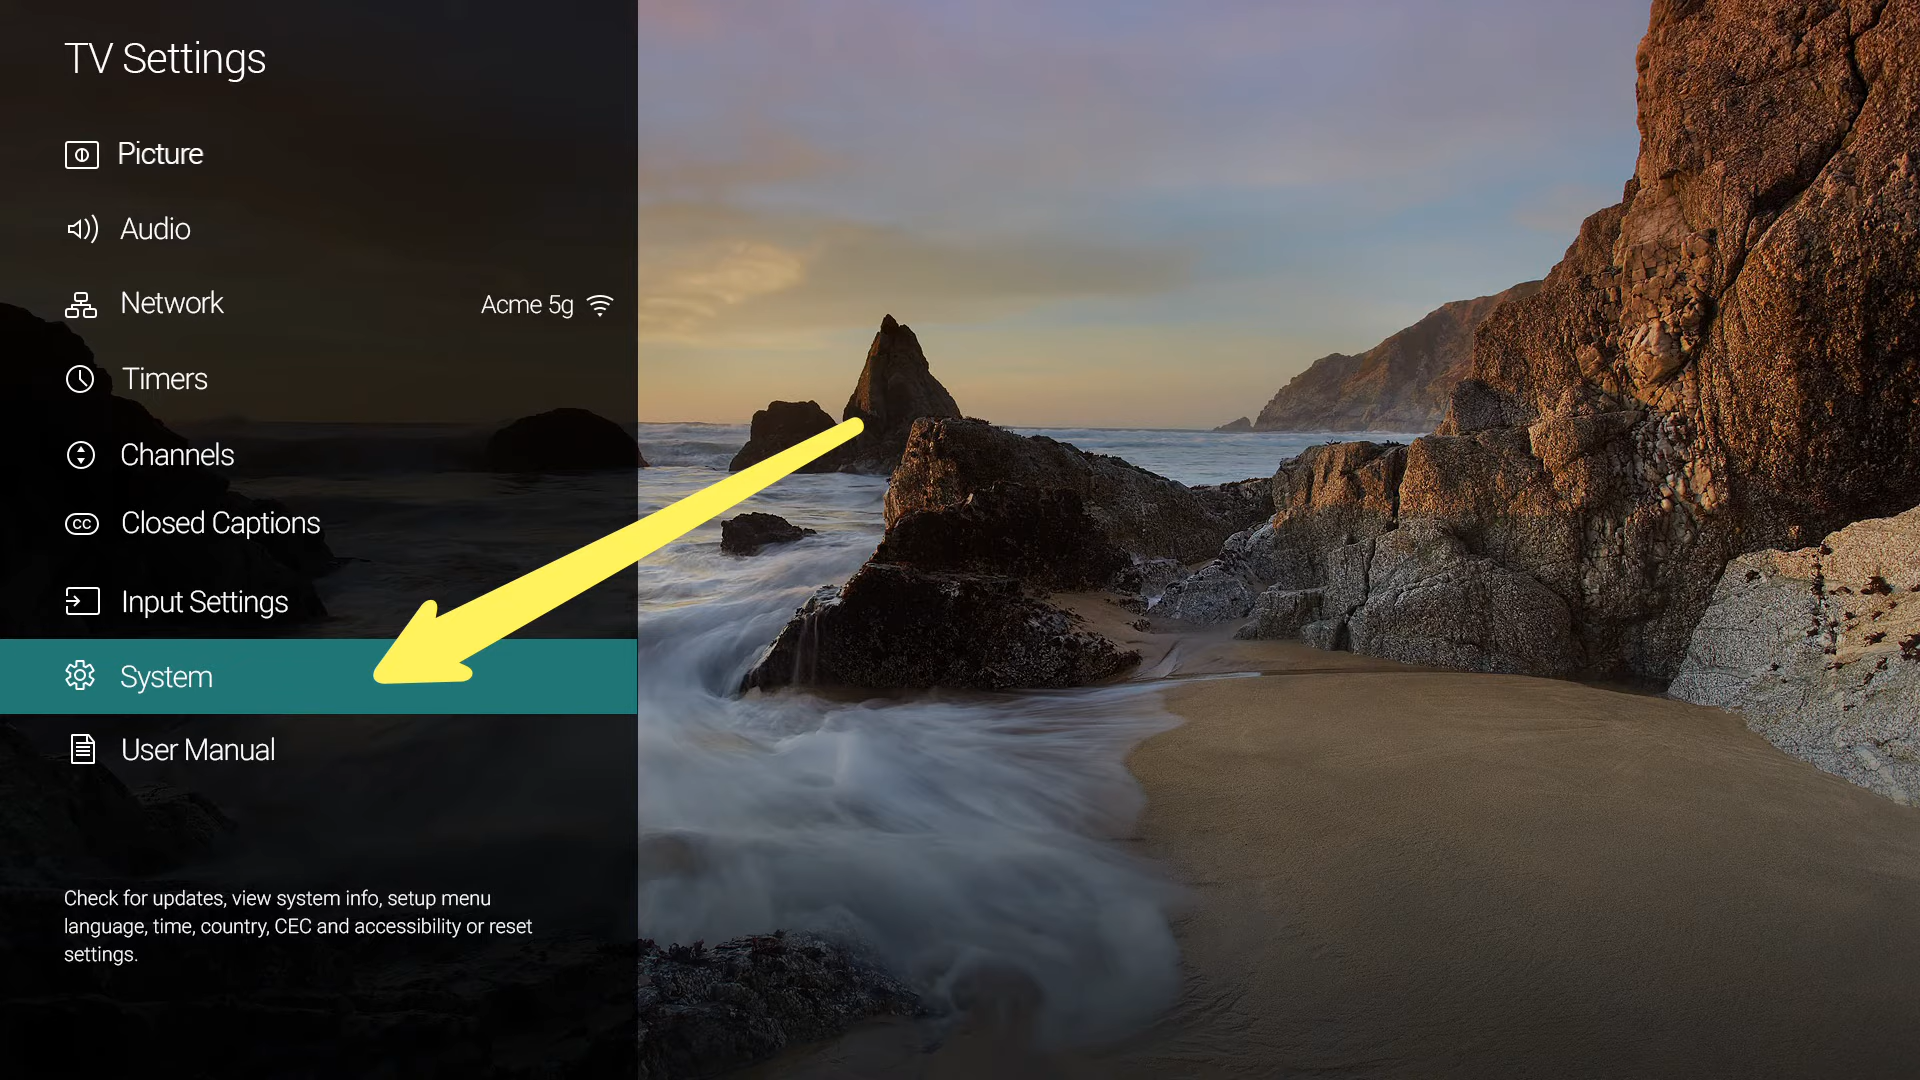 TV Settings
Picture
Audio
Network Acme 5g
Timers
Channels
CC Closed Captions
Input Settings
System
User Manual
Check for updates, view system info, setup menu
language, time, country, CEC and accessibility or reset
settings.